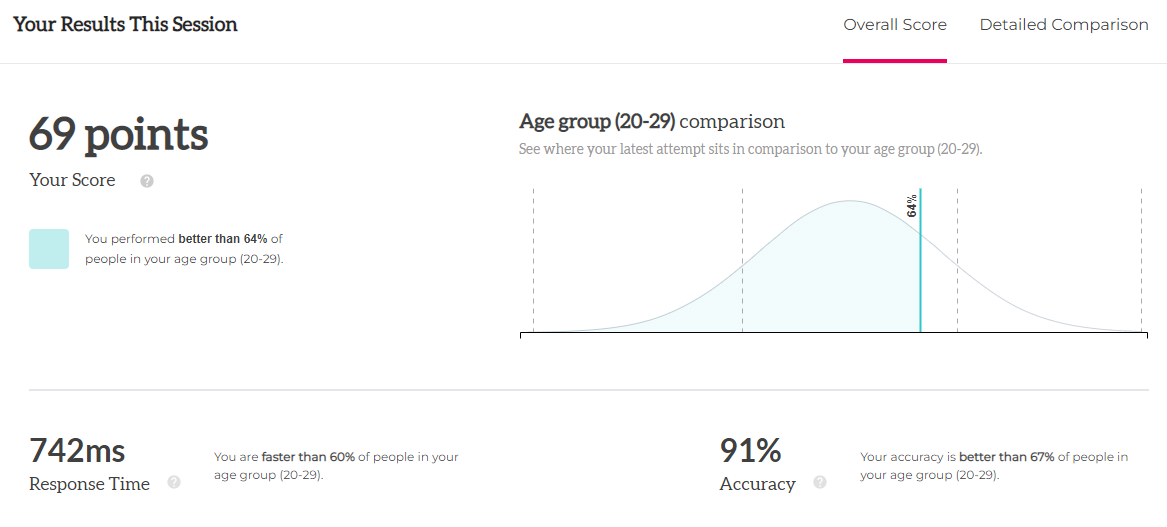 Your Results This Session
Overall Score
Detailed Comparison
69 points
Your Score ?
You performed better than 64% of
people in your age group (20-29).
Age group (20-29) comparison
See where your latest attempt sits in comparison to your age group (20-29).
64%
742ms
Response Time ?
You are faster than 60% of people in your
age group (20-29).
91%
Accuracy ?
Your accuracy is better than 67% of people in
your age group (20-29).